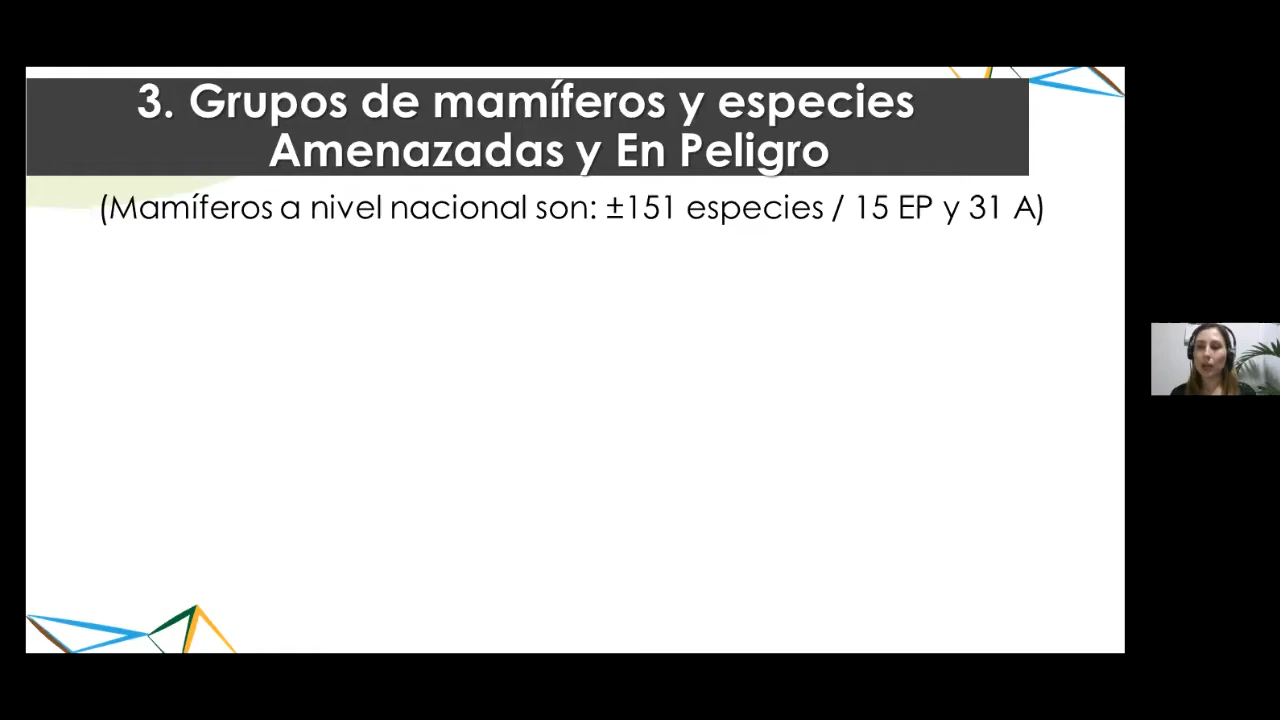 3. Grupos de mamíferos y especies
Amenazadas y En Peligro
(Mamíferos a nivel nacional son: ±151 especies / 15 EP y 31 A)